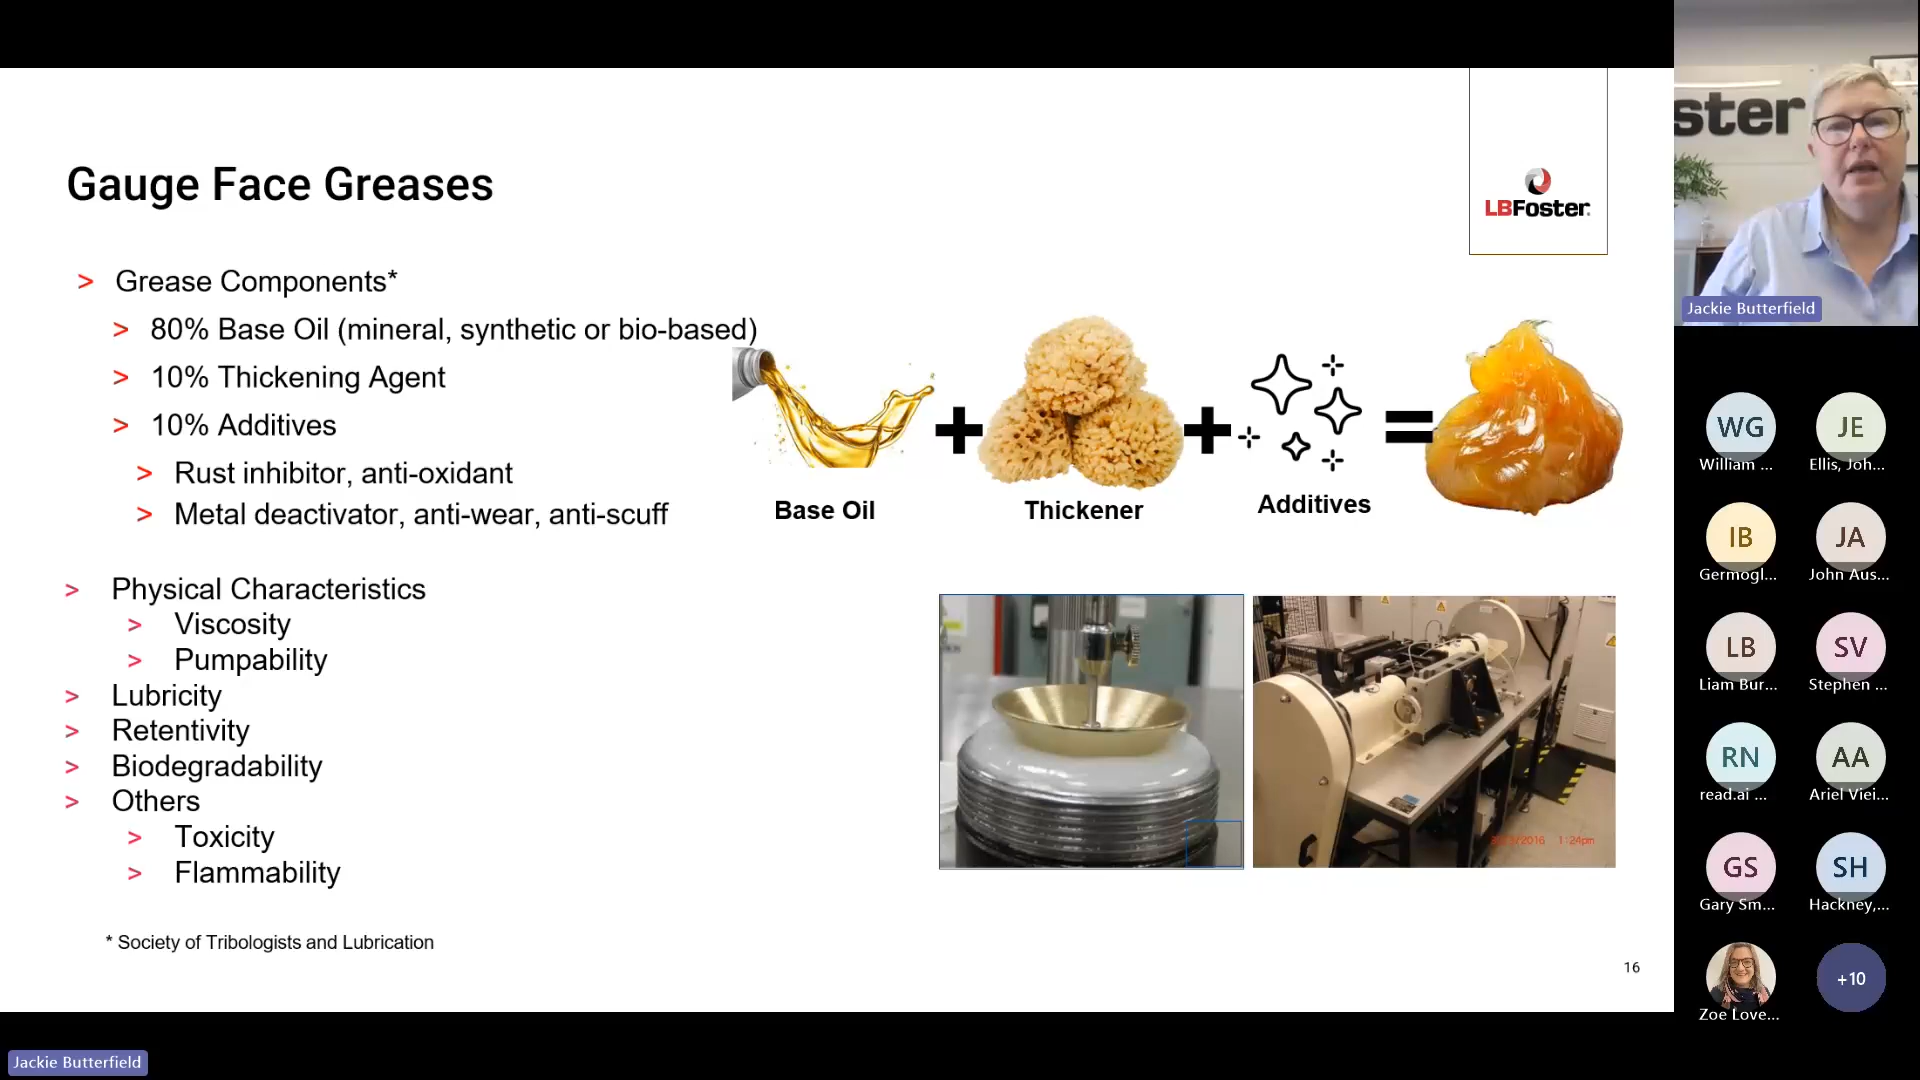 Gauge Face Greases
LBFoster
> Grease Components*
> 80% Base Oil (mineral, synthetic or bio-based)
> 10% Thickening Agent
> 10% Additives
> Rust inhibitor, anti-oxidant
> Metal deactivator, anti-wear, anti-scuff
+
+
=
Base Oil
Thickener
Additives
> Physical Characteristics
> Viscosity
> Pumpability
> Lubricity
> Retentivity
> Biodegradability
> Others
> Toxicity
> Flammability
1:24pm
* Society of Tribologists and Lubrication
16
Jackie Butterfield
ster
Jackie Butterfield
WG
William ...
JE
Ellis, Joh...
IB
Germogl...
JA
John Aus...
LB
Liam Bur...
SV
Stephen ...
RN
read.ai ...
AA
Ariel Viei...
GS
Gary Sm...
SH
Hackney,...
Zoe Love...
+10